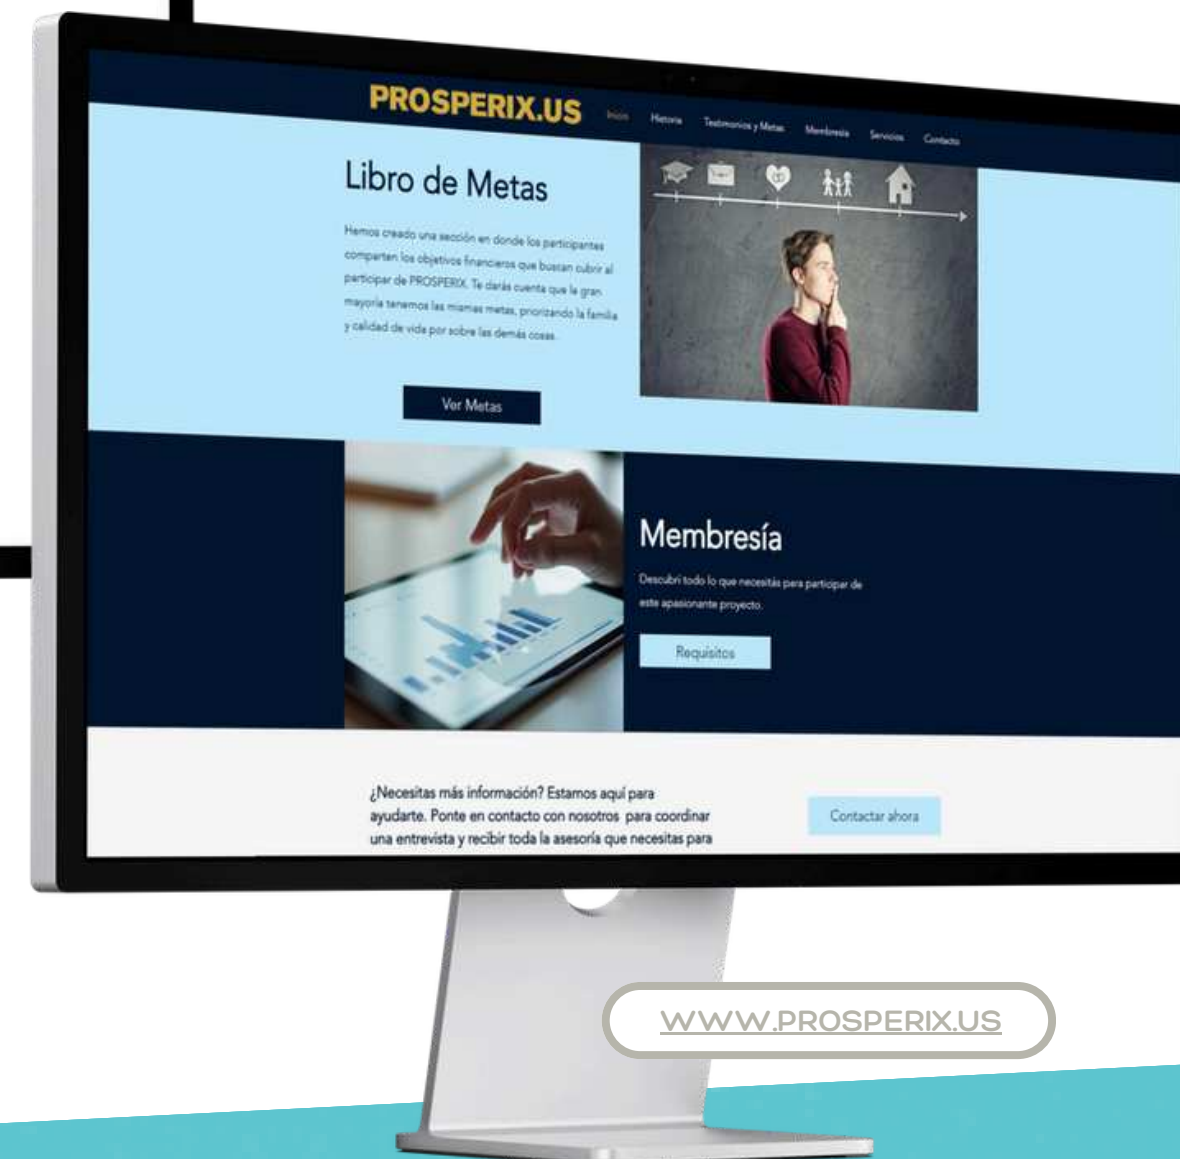 PROSPERIX.US
Inicio Historia Testimonios y Metas Membresía Servicios Contacto
Libro de Metas
Hemos creado una sección en donde los participantes
comparten los objetivos financieros que buscan cubrir al
participar de PROSPERIX. Te darás cuenta que la gran
mayoría tenemos las mismas metas, priorizando la familia
y calidad de vida por sobre las demás cosas.
Ver Metas
Membresía
Descubrí todo lo que necesitás para participar de
este apasionante proyecto.
Requisitos
¿Necesitas más información? Estamos aquí para
ayudarte. Ponte en contacto con nosotros para coordinar
una entrevista y recibir toda la asesoría que necesitas para
Contactar ahora
WWW.PROSPERIX.US